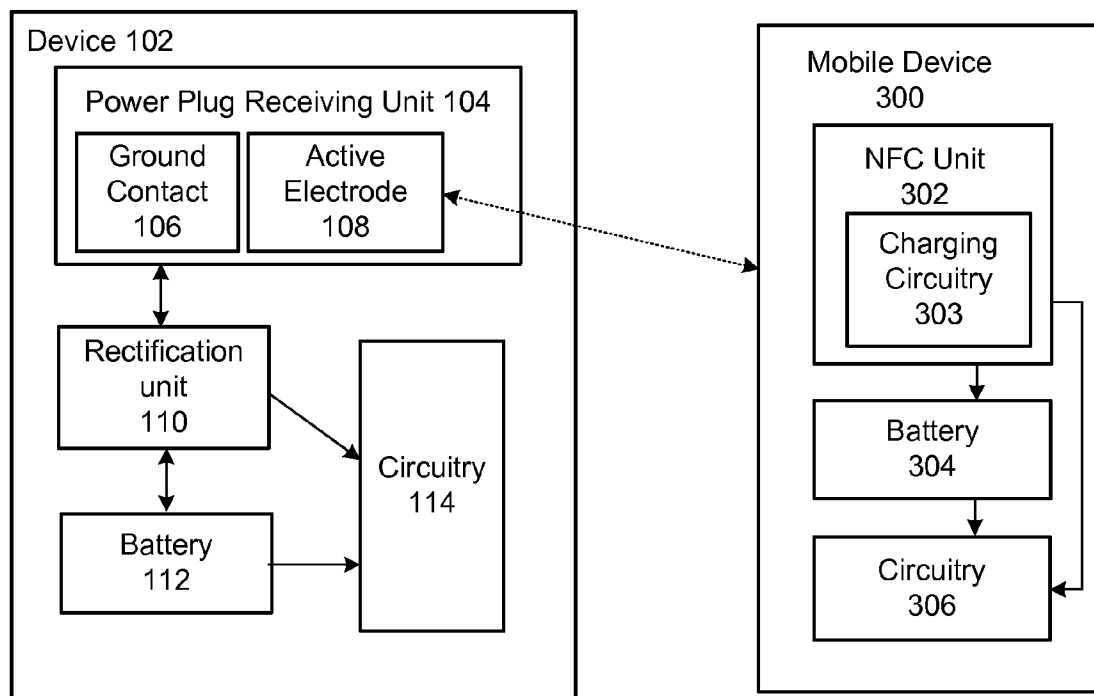 Device 102
Power Plug Receiving Unit 104
Ground
Contact
106
Active
Electrode
108
Rectification
unit
110
Battery
112
Circuitry
114
Mobile Device
300
NFC Unit
302
Charging
Circuitry
303
Battery
304
Circuitry
306